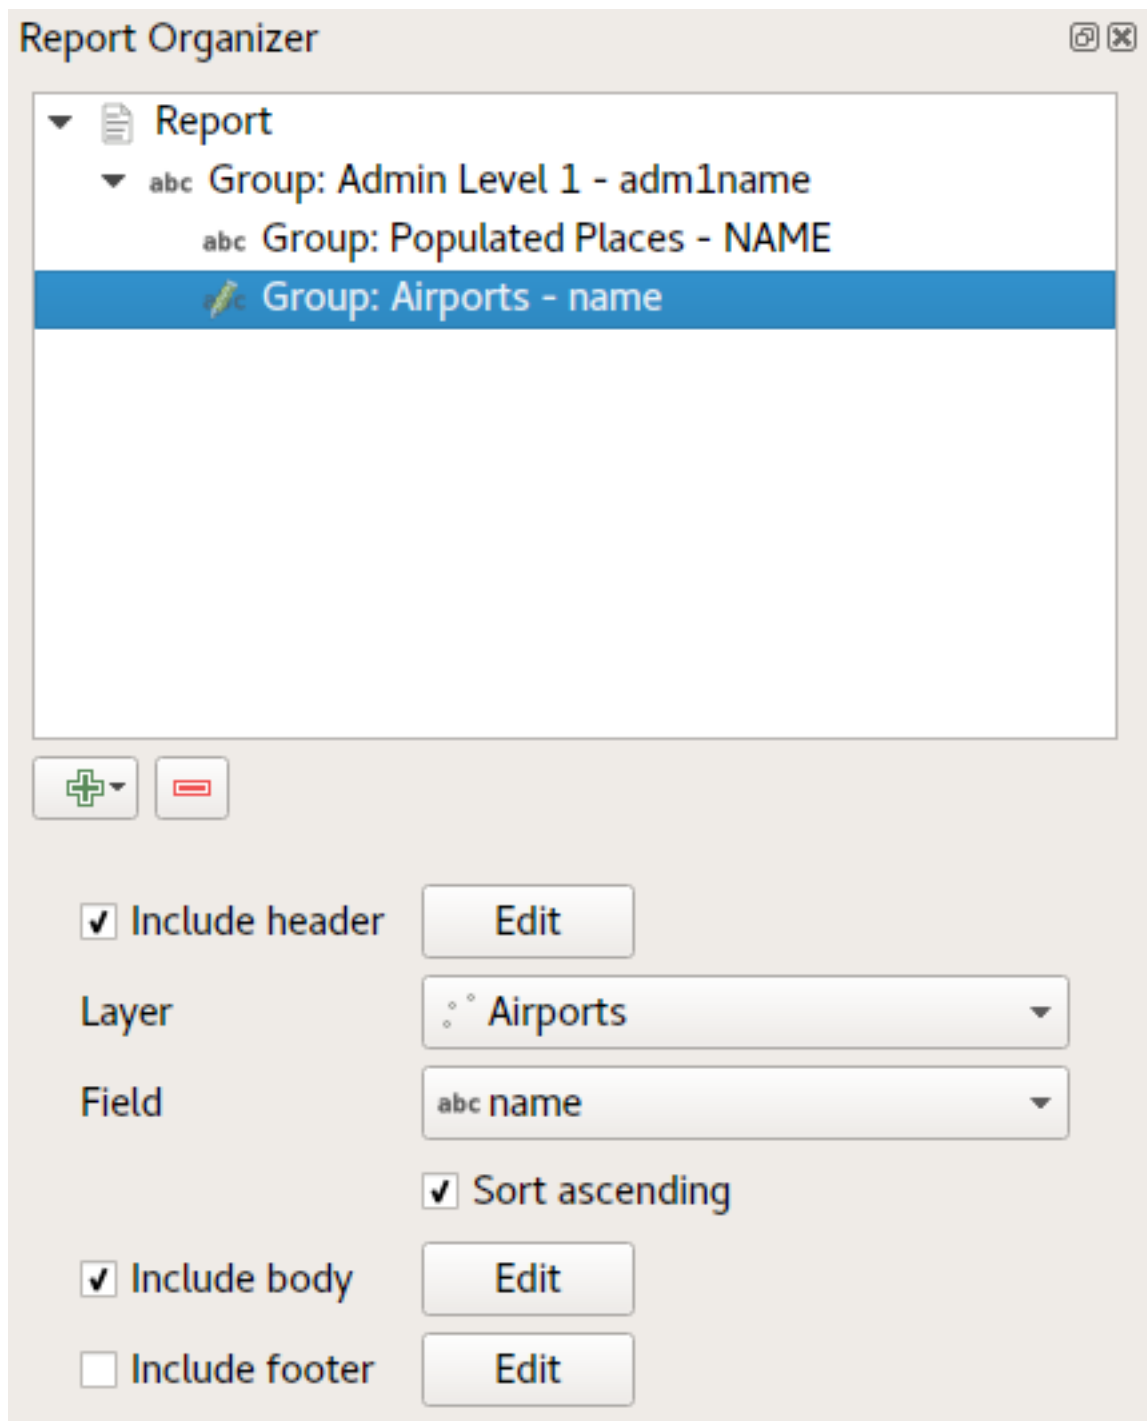 Report Organizer
Report
abc Group: Admin Level 1 - adm1name
abc Group: Populated Places - NAME
Group: Airports - name
Include header Edit
Layer Airports
Field abc name
Sort ascending
Include body Edit
Include footer Edit